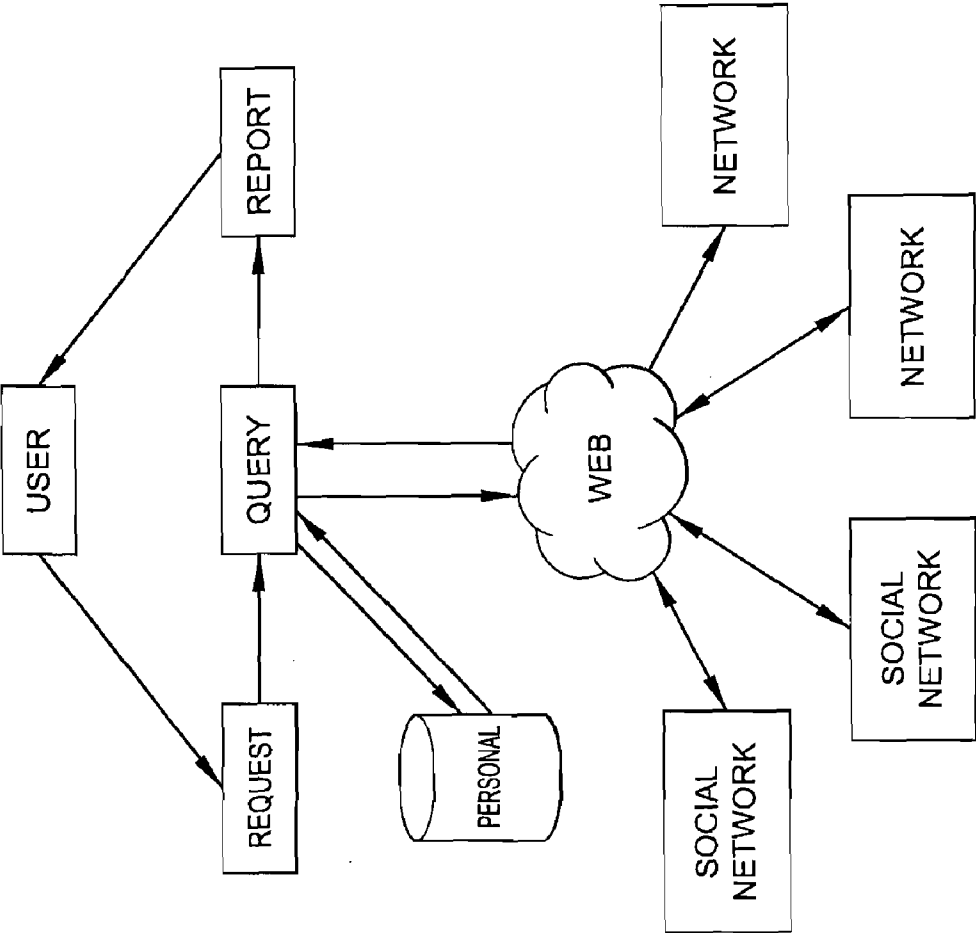 USER
REQUEST
QUERY
REPORT
PERSONAL
WEB
SOCIAL
NETWORK
SOCIAL
NETWORK
NETWORK
NETWORK